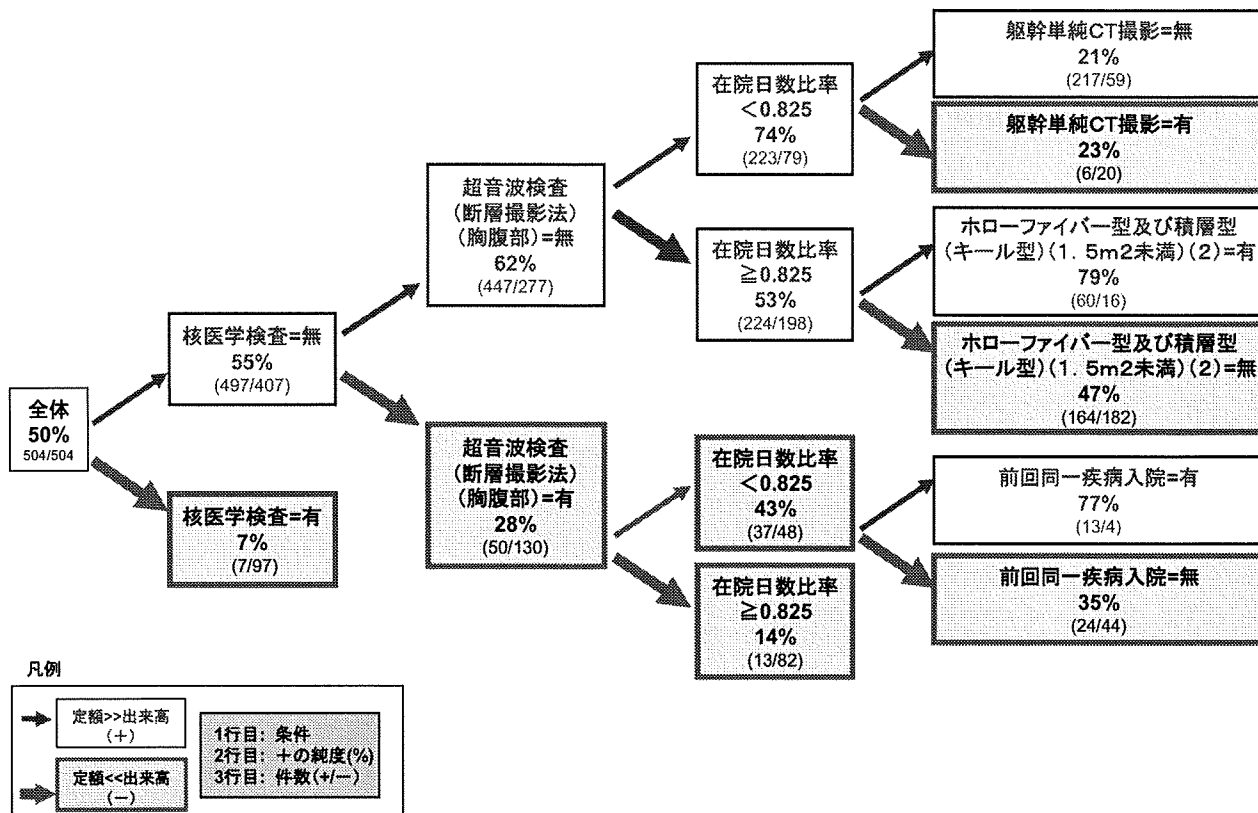 全体
50%
504/504
核医学検査=無
55%
(497/407)
核医学検査=有
7%
(7/97)
超音波検査
(断層撮影法)
(胸腹部)=無
62%
(447/277)
超音波検査
(断層撮影法)
(胸腹部)=有
28%
(50/130)
在院日数比率
<0.825
74%
(223/79)
在院日数比率
≧0.825
53%
(224/198)
在院日数比率
<0.825
43%
(37/48)
在院日数比率
≧0.825
14%
(13/82)
躯幹単純CT撮影=無
21%
(217/59)
躯幹単純CT撮影=有
23%
(6/20)
ホローファイバー型及び積層型
(キール型)(1.5m2未満)(2)=有
79%
(60/16)
ホローファイバー型及び積層型
(キール型)(1.5m2未満)(2)=無
47%
(164/182)
前回同一疾病入院=有
77%
(13/4)
前回同一疾病入院=無
35%
(24/44)
凡例
定額>>出来高
(+)
定額<<出来高
(-)
1行目: 条件
2行目: +の純度(%)
3行目: 件数(+/-)